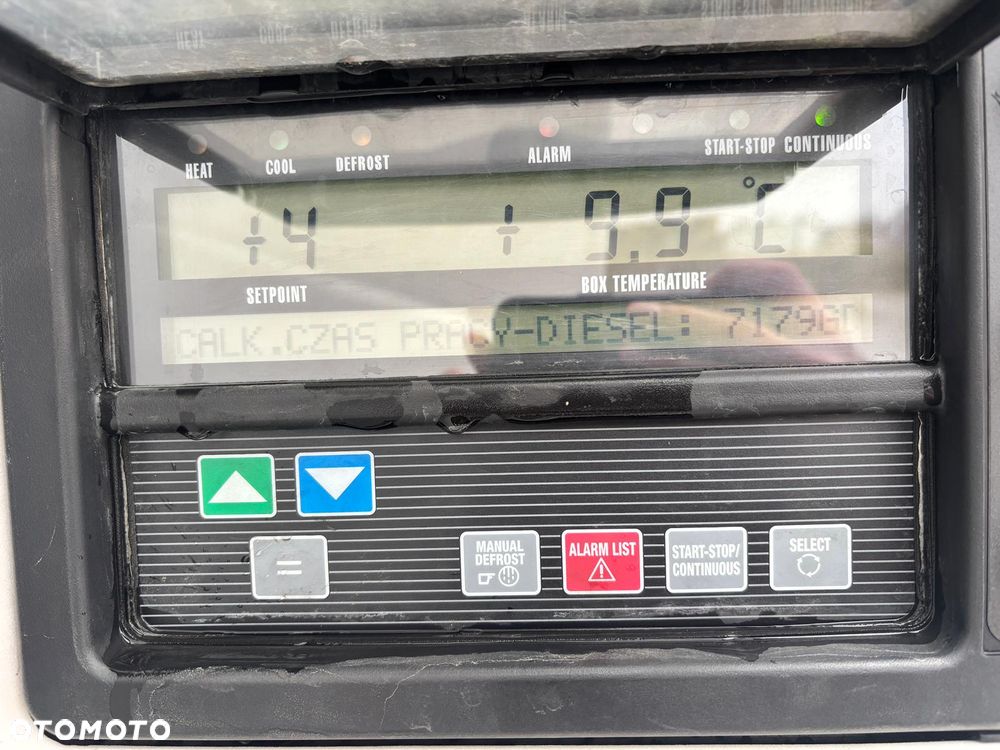 HEAT COOL DEFROST ALARM START-STOP CONTINUOUS
+4 + 9.9 °C
SETPOINT BOX TEMPERATURE
CALK.CZAS PRACY-DIESEL: 7179GD
MANUAL DEFROST
ALARM LIST
START-STOP/
CONTINUOUS
SELECT
=
OTOMOTO